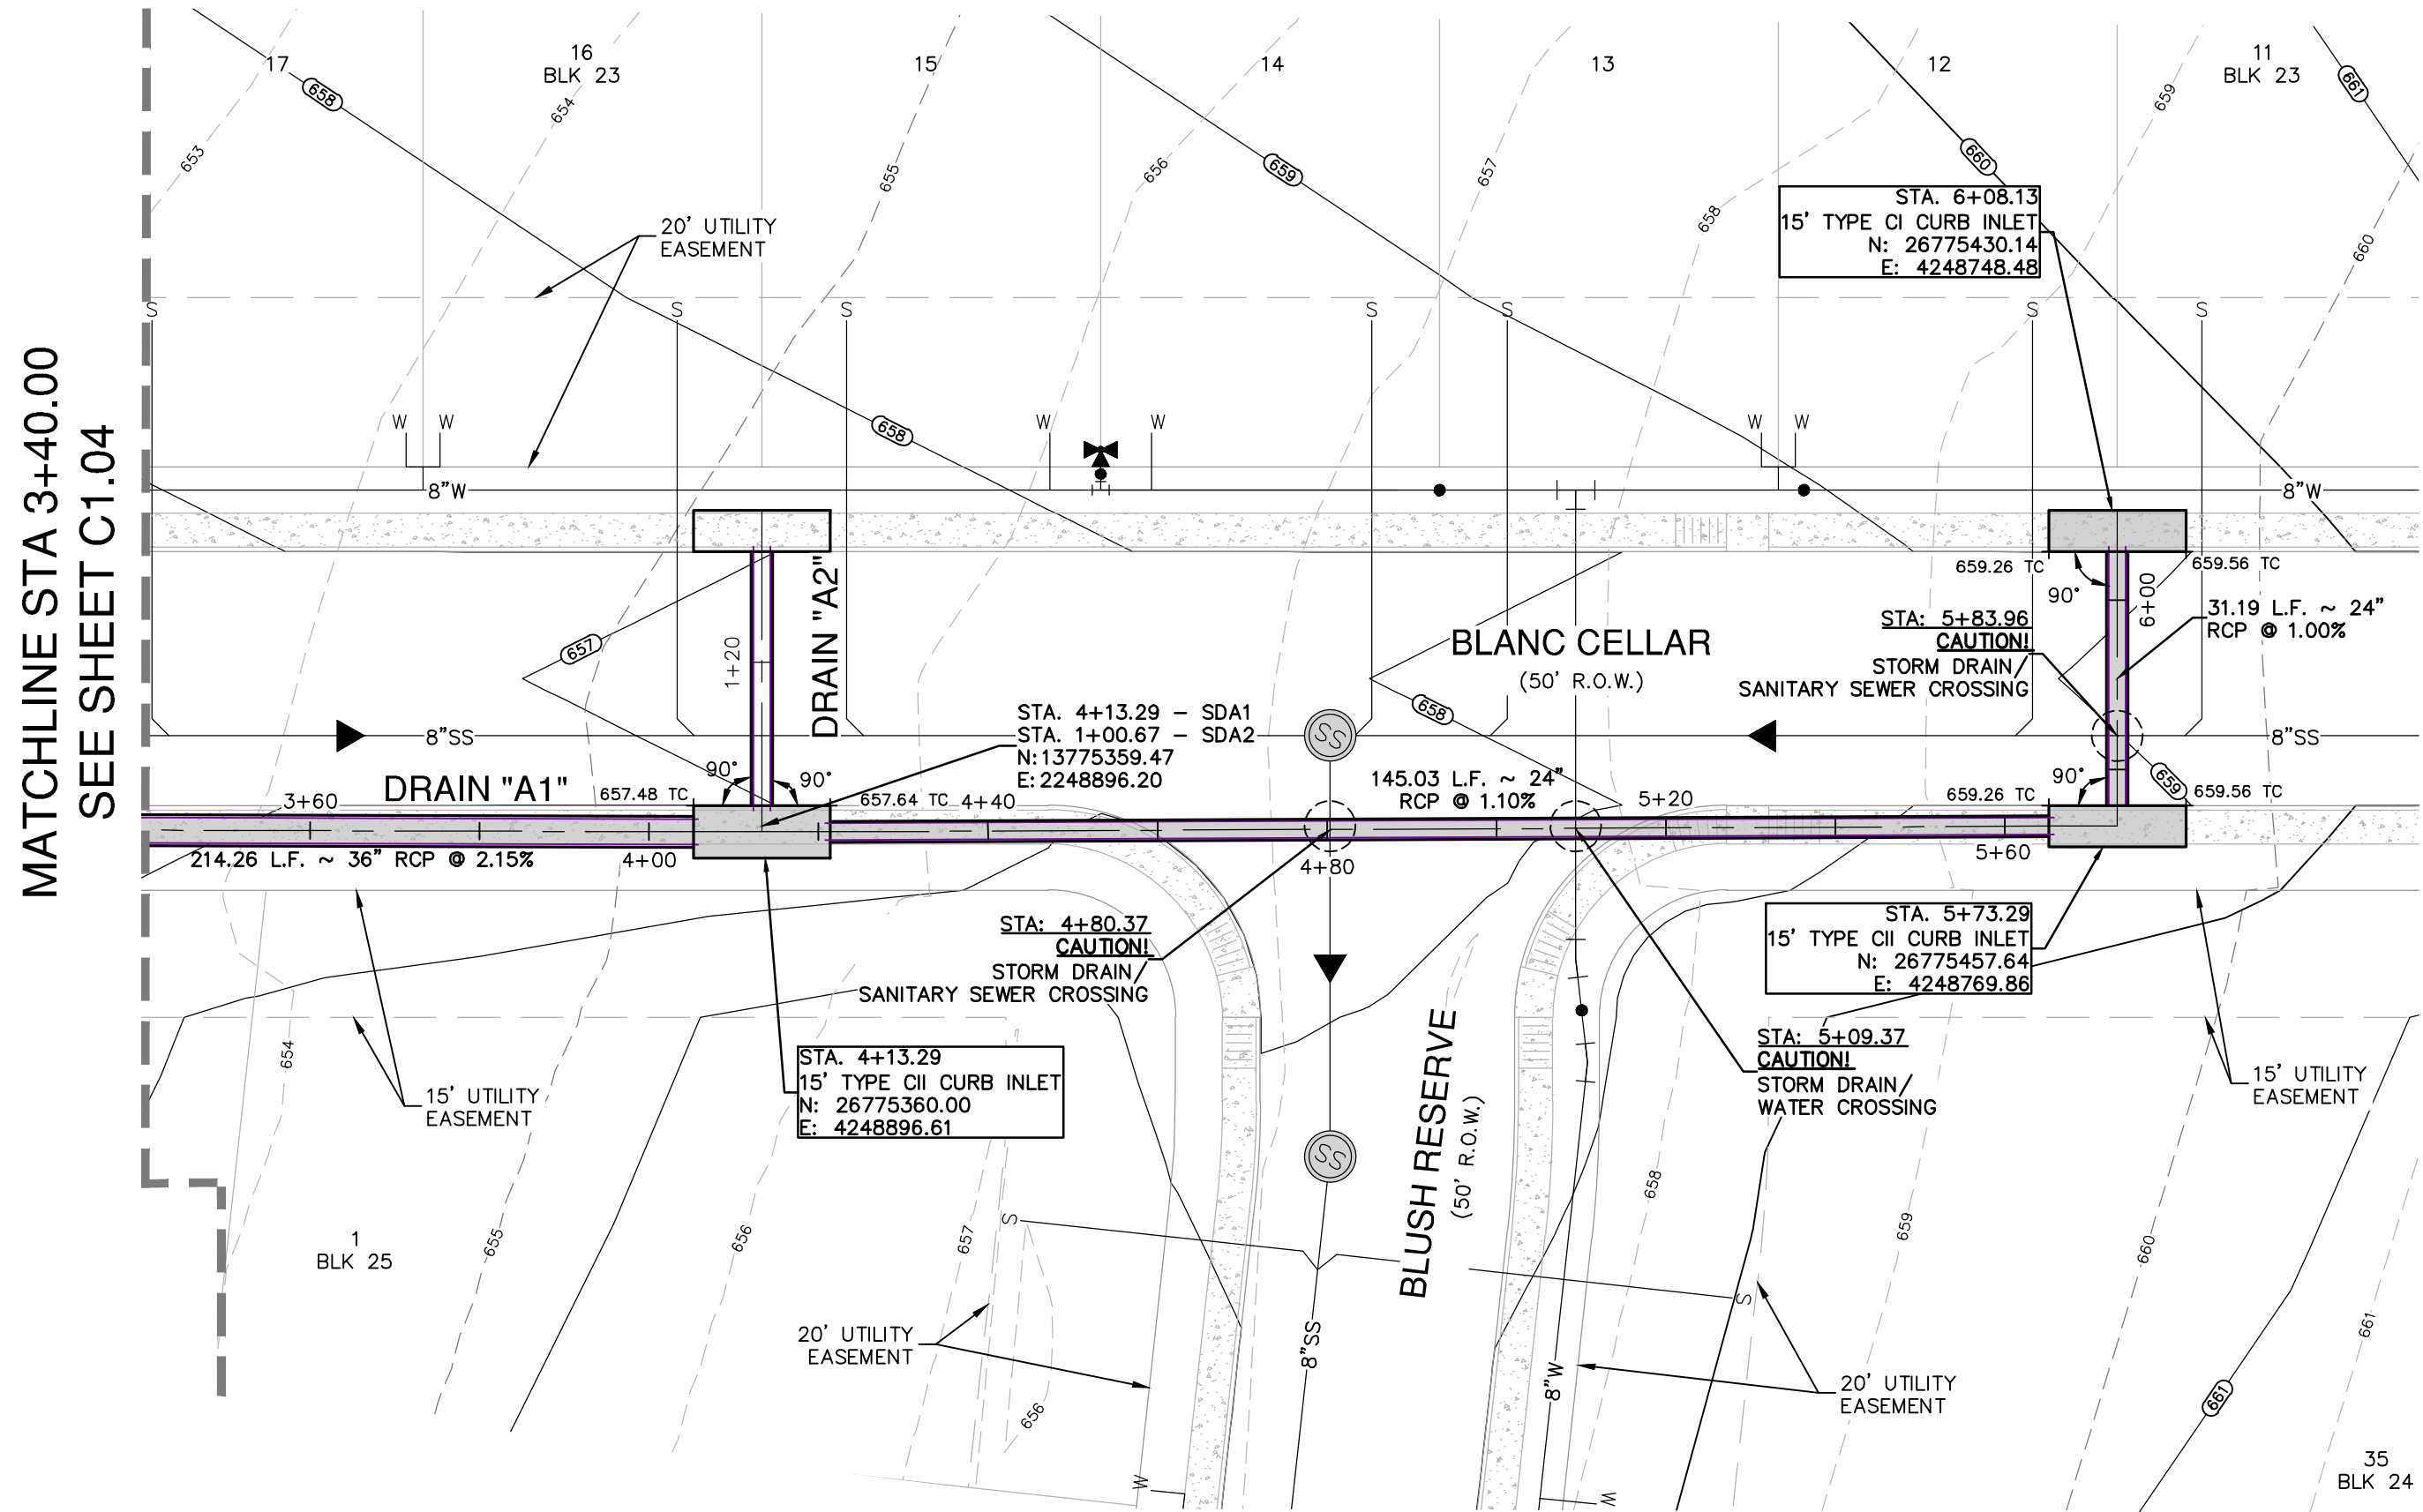 MATCHLINE STA 3+40.00
SEE SHEET C1.04
17
16
BLK 23
15
14
13
12
11
BLK 23
658
654
653
655
656
659
657
658
660
659
661
660
20' UTILITY
EASEMENT
STA. 6+08.13
15' TYPE CI CURB INLET
N: 26775430.14
E: 4248748.48
S
S
S
S
S
S
S
W
W
W
W
W
W
658
8"W
8"W
659.26 TC
659.56 TC
90°
6+00
31.19 L.F. ~ 24"
RCP @ 1.00%
STA: 5+83.96
CAUTION!
STORM DRAIN/
SANITARY SEWER CROSSING
BLANC CELLAR
(50' R.O.W.)
657
1+20
DRAIN "A2"
658
STA. 4+13.29 - SDA1
STA. 1+00.67 - SDA2
N:13775359.47
E:2248896.20
8"SS
SS
8"SS
90°
90°
DRAIN "A1"
3+60
657.48 TC
657.64 TC
4+40
145.03 L.F. ~ 24"
RCP @ 1.10%
5+20
90°
659
659.26 TC
659.56 TC
214.26 L.F. ~ 36" RCP @ 2.15%
4+00
4+80
5+60
STA: 4+80.37
CAUTION!
STORM DRAIN/
SANITARY SEWER CROSSING
STA. 5+73.29
15' TYPE CII CURB INLET
N: 26775457.64
E: 4248769.86
STA: 5+09.37
CAUTION!
STORM DRAIN/
WATER CROSSING
STA. 4+13.29
15' TYPE CII CURB INLET
N: 26775360.00
E: 4248896.61
654
15' UTILITY
EASEMENT
15' UTILITY
EASEMENT
SS
BLUSH RESERVE
(50' R.O.W.)
1
BLK 25
655
656
657
658
659
660
661
S
S
20' UTILITY
EASEMENT
656
8"SS
8"W
20' UTILITY
EASEMENT
661
W
W
35
BLK 24